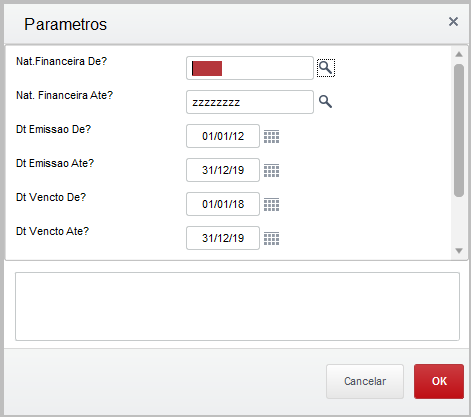 Parametros
Nat.Financeira De?
Nat. Financeira Ate? zzzzzzzz
Dt Emissao De? 01/01/12
Dt Emissao Ate? 31/12/19
Dt Vencto De? 01/01/18
Dt Vencto Ate? 31/12/19
Cancelar OK